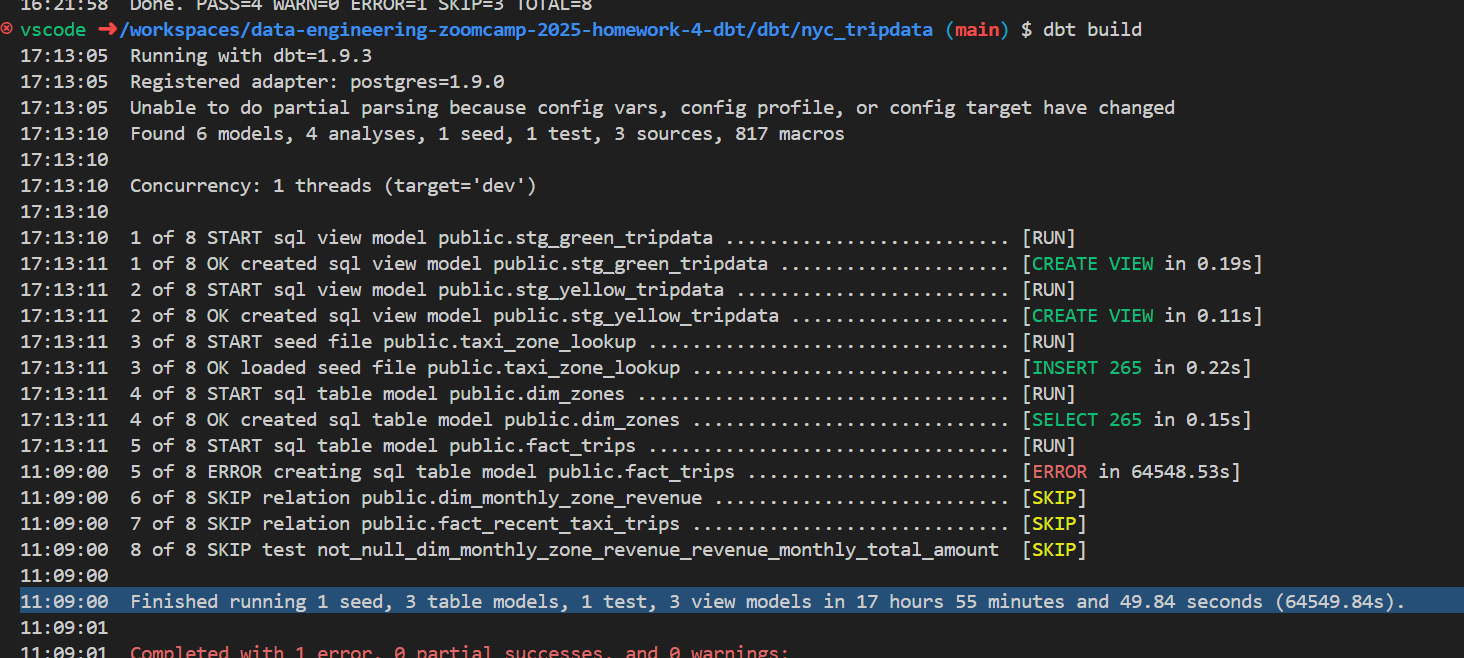 16:21:58  Done. PASS=4 WARN=0 ERROR=1 SKIP=3 TOTAL=8
vscode ➜ /workspaces/data-engineering-zoomcamp-2025-homework-4-dbt/dbt/nyc_tripdata (main) $ dbt build
17:13:05  Running with dbt=1.9.3
17:13:05  Registered adapter: postgres=1.9.0
17:13:05  Unable to do partial parsing because config vars, config profile, or config target have changed
17:13:10  Found 6 models, 4 analyses, 1 seed, 1 test, 3 sources, 817 macros
17:13:10
17:13:10  Concurrency: 1 threads (target='dev')
17:13:10
17:13:10  1 of 8 START sql view model public.stg_green_tripdata .......................... [RUN]
17:13:11  1 of 8 OK created sql view model public.stg_green_tripdata ..................... [CREATE VIEW in 0.19s]
17:13:11  2 of 8 START sql view model public.stg_yellow_tripdata ......................... [RUN]
17:13:11  2 of 8 OK created sql view model public.stg_yellow_tripdata .................... [CREATE VIEW in 0.11s]
17:13:11  3 of 8 START seed file public.taxi_zone_lookup ................................. [RUN]
17:13:11  3 of 8 OK loaded seed file public.taxi_zone_lookup ............................. [INSERT 265 in 0.22s]
17:13:11  4 of 8 START sql table model public.dim_zones .................................. [RUN]
17:13:11  4 of 8 OK created sql table model public.dim_zones ............................. [SELECT 265 in 0.15s]
17:13:11  5 of 8 START sql table model public.fact_trips ................................. [RUN]
11:09:00  5 of 8 ERROR creating sql table model public.fact_trips ........................ [ERROR in 64548.53s]
11:09:00  6 of 8 SKIP relation public.dim_monthly_zone_revenue ........................... [SKIP]
11:09:00  7 of 8 SKIP relation public.fact_recent_taxi_trips ............................. [SKIP]
11:09:00  8 of 8 SKIP test not_null_dim_monthly_zone_revenue_revenue_monthly_total_amount  [SKIP]
11:09:00
11:09:00  Finished running 1 seed, 3 table models, 1 test, 3 view models in 17 hours 55 minutes and 49.84 seconds (64549.84s).
11:09:01
11:09:01  Completed with 1 error, 0 partial successes, and 0 warnings: